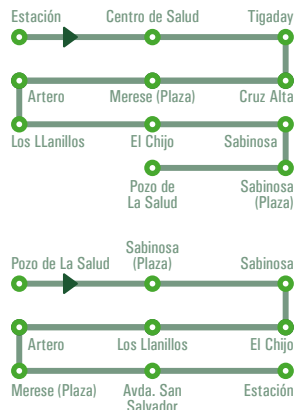 Estación Centro de Salud Tigaday
Artero Merese (Plaza) Cruz Alta
Los LLanillos El Chijo Sabinosa
Pozo de Sabinosa
La Salud (Plaza)
Sabinosa
Pozo de La Salud (Plaza) Sabinosa
Artero Los Llanillos El Chijo
Merese (Plaza) Avda. San Estación
Salvador